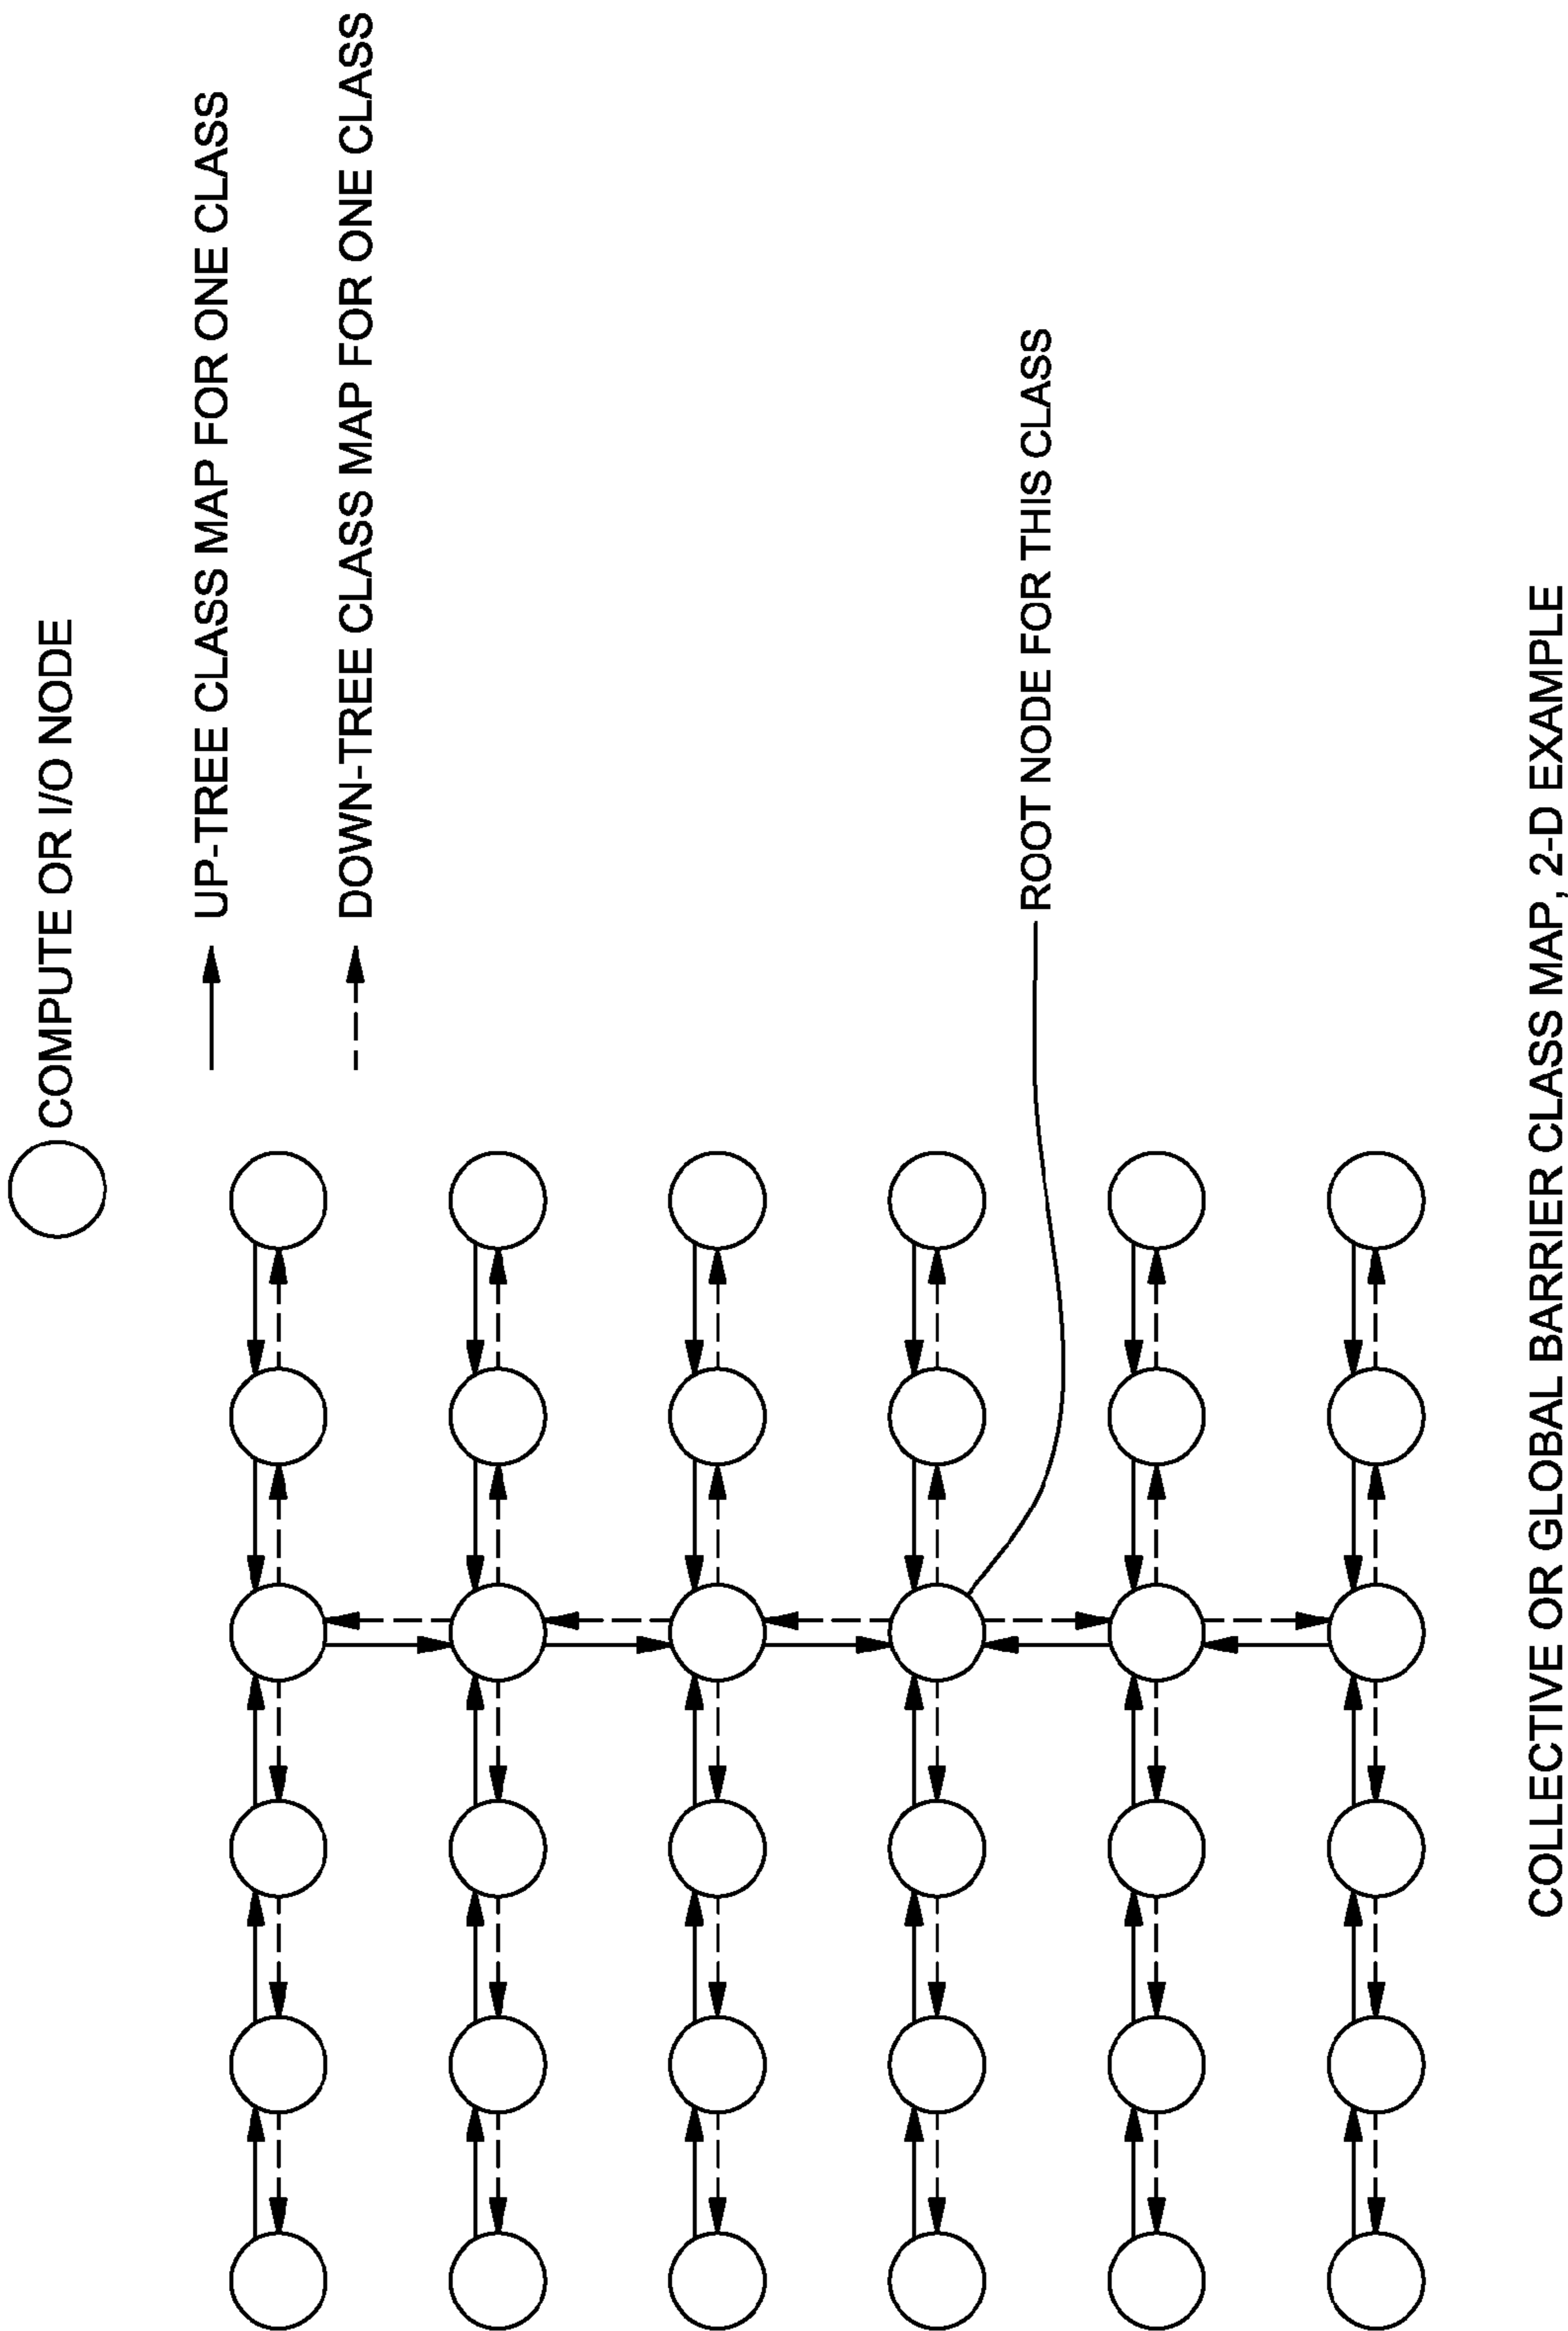 COMPUTE OR I/O NODE
UP-TREE CLASS MAP FOR ONE CLASS
DOWN-TREE CLASS MAP FOR ONE CLASS
ROOT NODE FOR THIS CLASS
COLLECTIVE OR GLOBAL BARRIER CLASS MAP, 2-D EXAMPLE